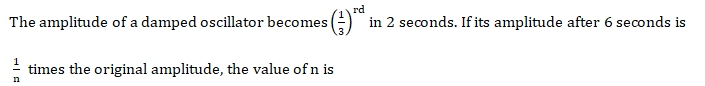 The amplitude of a damped oscillator becomes (1/3)^rd in 2 seconds. If its amplitude after 6 seconds is
1/n times the original amplitude, the value of n is